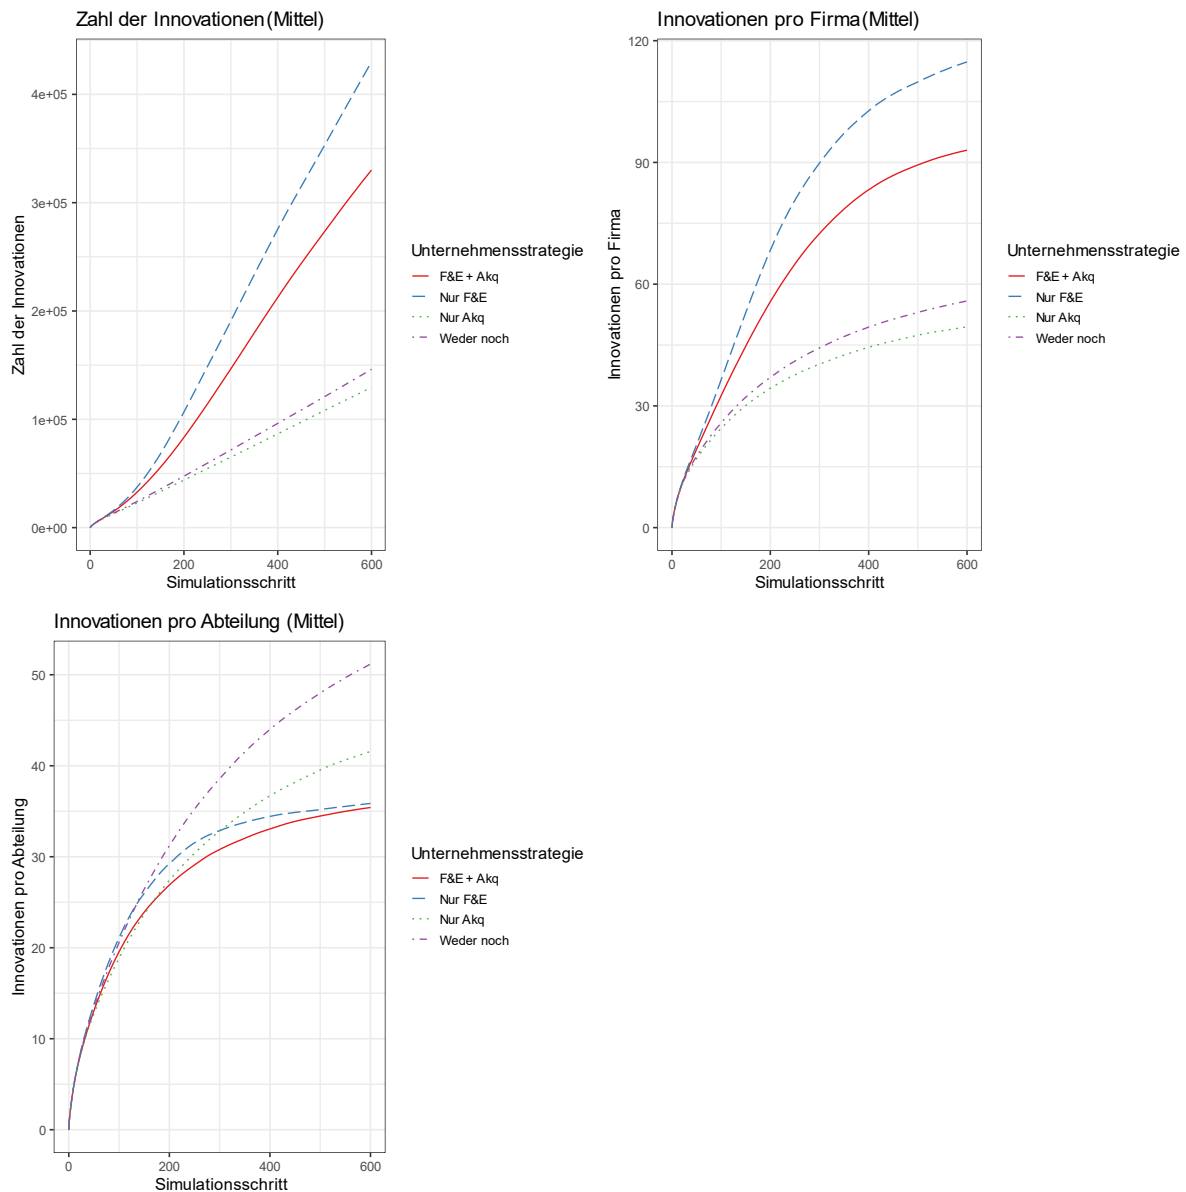 Zahl der Innovationen (Mittel)
Zahl der Innovationen
4e+05
3e+05
2e+05
1e+05
0e+00
0 200 400 600
Simulationsschritt
Unternehmensstrategie
F&E + Akq
Nur F&E
Nur Akq
Weder noch
Innovationen pro Firma (Mittel)
Innovationen pro Firma
120
90
60
30
0
0 200 400 600
Simulationsschritt
Unternehmensstrategie
F&E + Akq
Nur F&E
Nur Akq
Weder noch
Innovationen pro Abteilung (Mittel)
Innovationen pro Abteilung
50
40
30
20
10
0
0 200 400 600
Simulationsschritt
Unternehmensstrategie
F&E + Akq
Nur F&E
Nur Akq
Weder noch